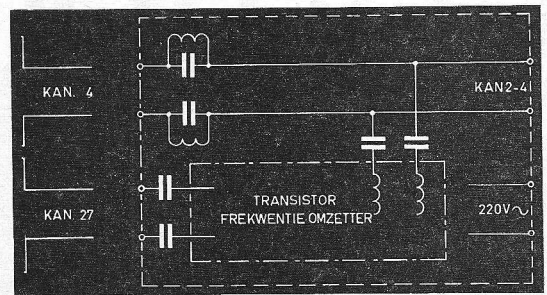 KAN. 4
KAN2-4
KAN. 27
TRANSISTOR
FREKWENTIE OMZETTER
220V~